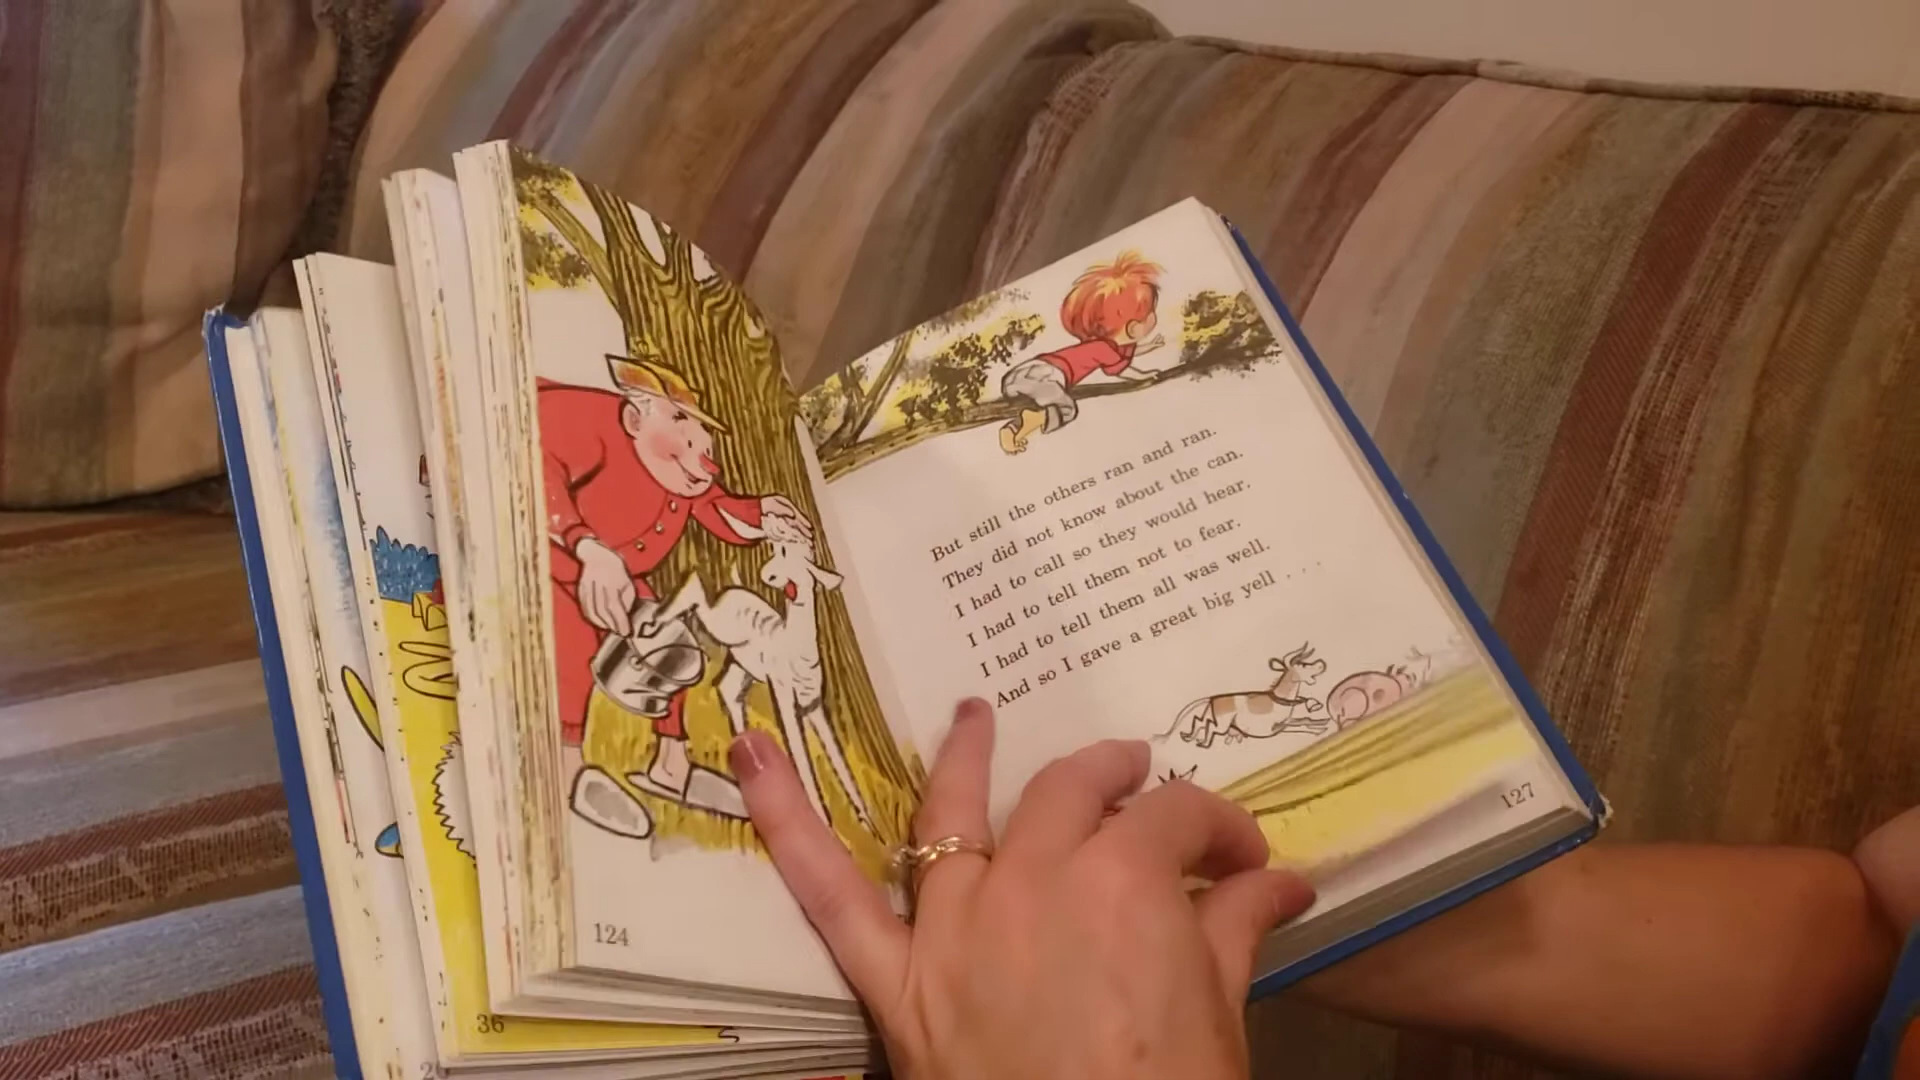 124
36
But still the others ran and ran.
They did not know about the can.
I had to call so they would hear.
I had to tell them not to fear.
I had to tell them all was well.
And so I gave a great big yell . . .
127